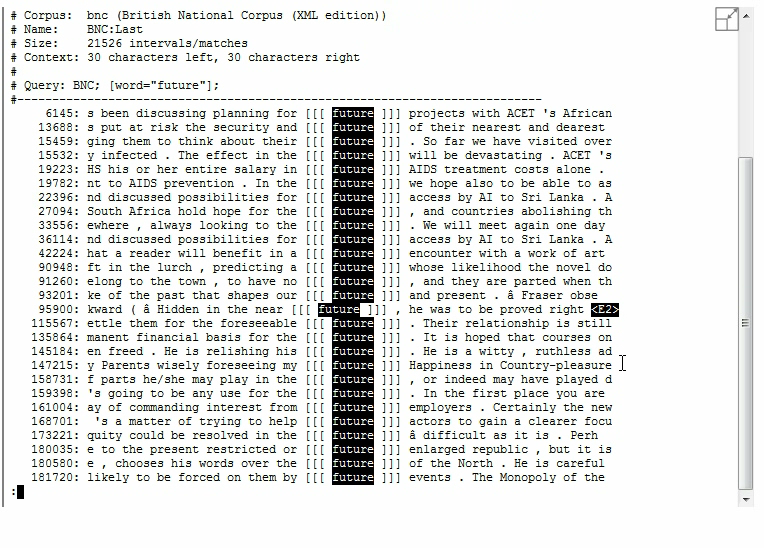 # Corpus:  bnc (British National Corpus (XML edition))
# Name:    BNC:Last
# Size:    21526 intervals/matches
# Context: 30 characters left, 30 characters right
#
# Query: BNC; [word="future"];
#---------------------------------------------------------------------------
6145: s been discussing planning for [[[ future ]]] projects with ACET 's African
13688: s put at risk the security and [[[ future ]]] of their nearest and dearest
15459: ging them to think about their [[[ future ]]] . So far we have visited over
15532: y infected . The effect in the [[[ future ]]] will be devastating . ACET 's
19223: HS his or her entire salary in [[[ future ]]] AIDS treatment costs alone .
19782: nt to AIDS prevention . In the [[[ future ]]] we hope also to be able to as
22396: nd discussed possibilities for [[[ future ]]] access by AI to Sri Lanka . A
27094: South Africa hold hope for the [[[ future ]]] , and countries abolishing th
33556: ewhere , always looking to the [[[ future ]]] . We will meet again one day
36114: nd discussed possibilities for [[[ future ]]] access by AI to Sri Lanka . A
42224: hat a reader will benefit in a [[[ future ]]] encounter with a work of art
90948: ft in the lurch , predicting a [[[ future ]]] whose likelihood the novel do
91260: elong to the town , to have no [[[ future ]]] , and they are parted when th
93201: ke of the past that shapes our [[[ future ]]] and present . â Fraser obse
95900: kward ( â Hidden in the near [[[ future ]]] , he was to be proved right <E2>
115567: ettle them for the foreseeable [[[ future ]]] . Their relationship is still
135864: manent financial basis for the [[[ future ]]] . It is hoped that courses on
145184: en freed . He is relishing his [[[ future ]]] . He is a witty , ruthless ad
147215: y Parents wisely foreseeing my [[[ future ]]] Happiness in Country-pleasure
158731: f parts he/she may play in the [[[ future ]]] , or indeed may have played d
159398: 's going to be any use for the [[[ future ]]] . In the first place you are
161004: ay of commanding interest from [[[ future ]]] employers . Certainly the new
168701:  's a matter of trying to help [[[ future ]]] actors to gain a clearer focu
173221: quity could be resolved in the [[[ future ]]] â difficult as it is . Perh
180035: e to the present restricted or [[[ future ]]] enlarged republic , but it is
180580: e , chooses his words over the [[[ future ]]] of the North . He is careful
181720: likely to be forced on them by [[[ future ]]] events . The Monopoly of the
: